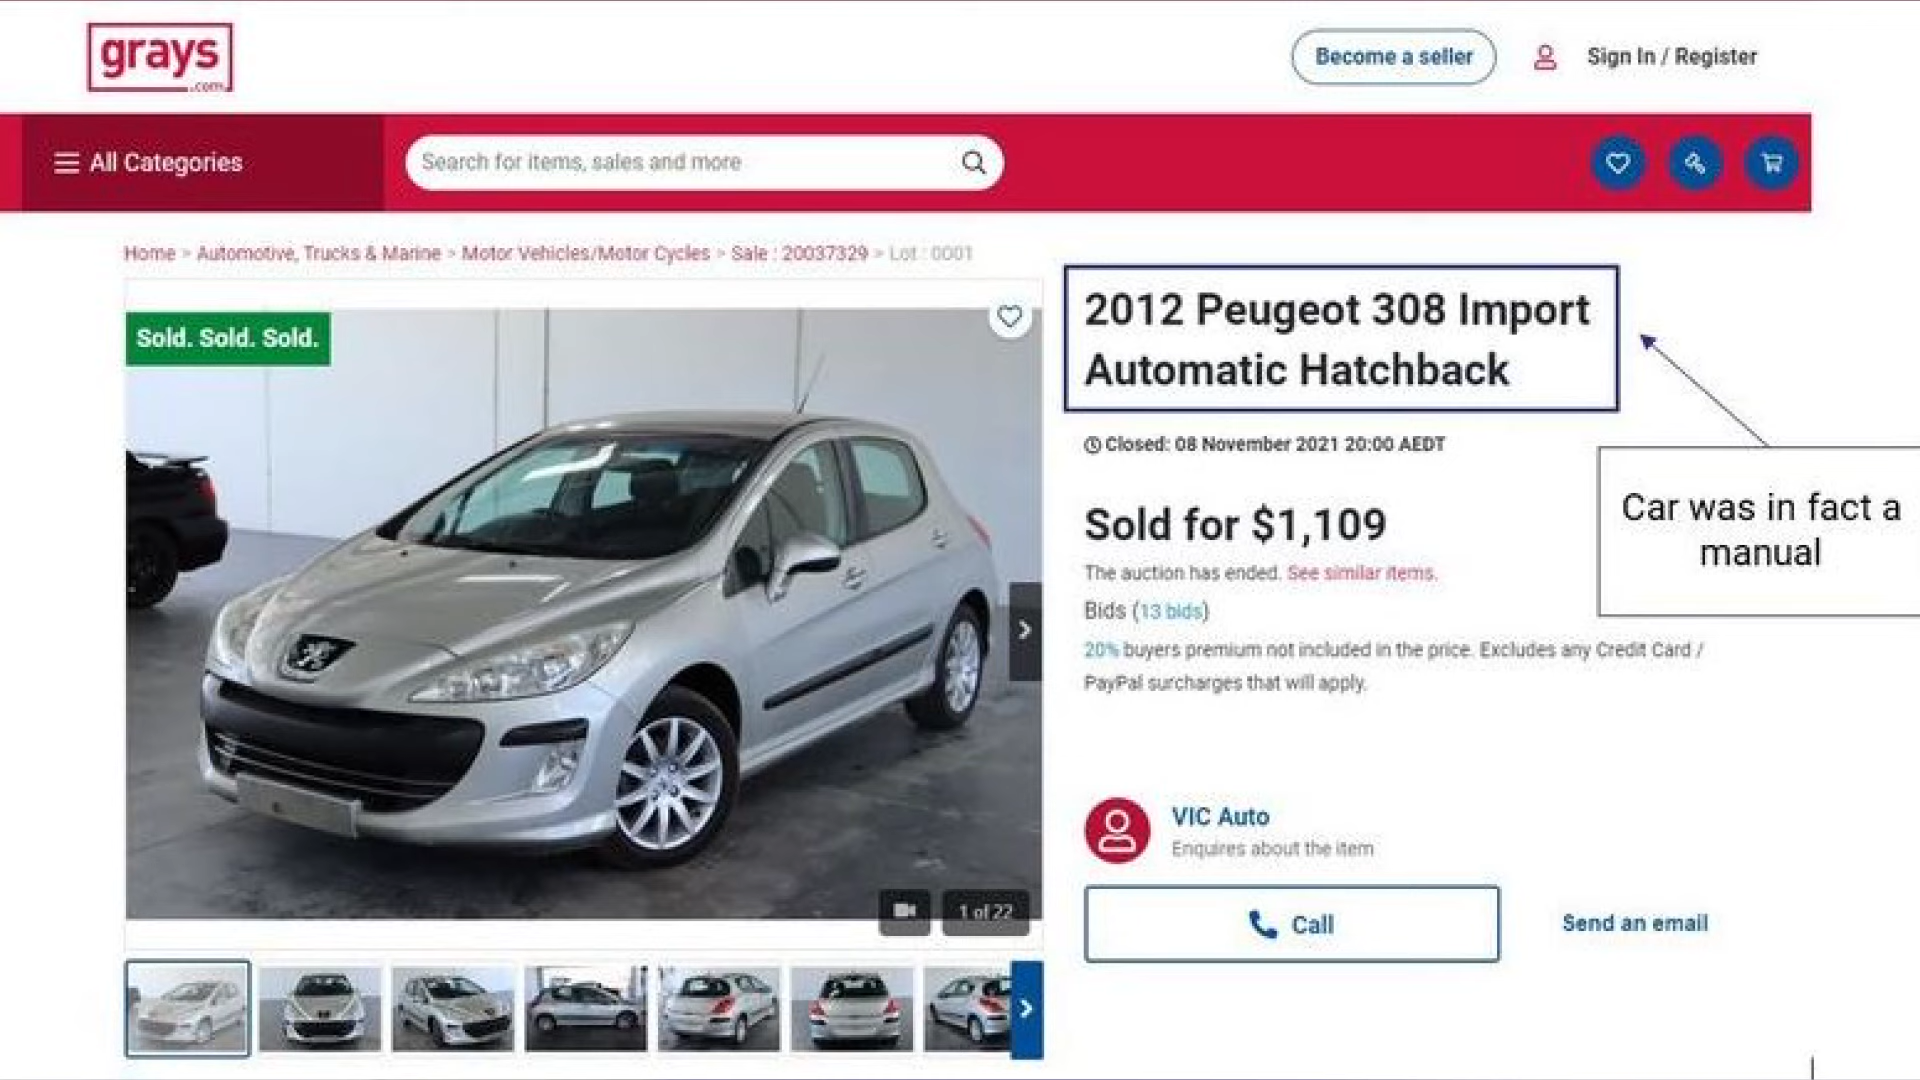 grays
.com
Become a seller
Sign In / Register
All Categories
Search for items, sales and more
Home > Automotive, Trucks & Marine > Motor Vehicles/Motor Cycles > Sale : 20037329 > Lot : 0001
Sold. Sold. Sold.
2012 Peugeot 308 Import
Automatic Hatchback
Closed: 08 November 2021 20:00 AEDT
Car was in fact a
manual
Sold for $1,109
The auction has ended. See similar items.
Bids (13 bids)
20% buyers premium not included in the price. Excludes any Credit Card /
PayPal surcharges that will apply.
VIC Auto
Enquires about the item
1 of 22
Call
Send an email